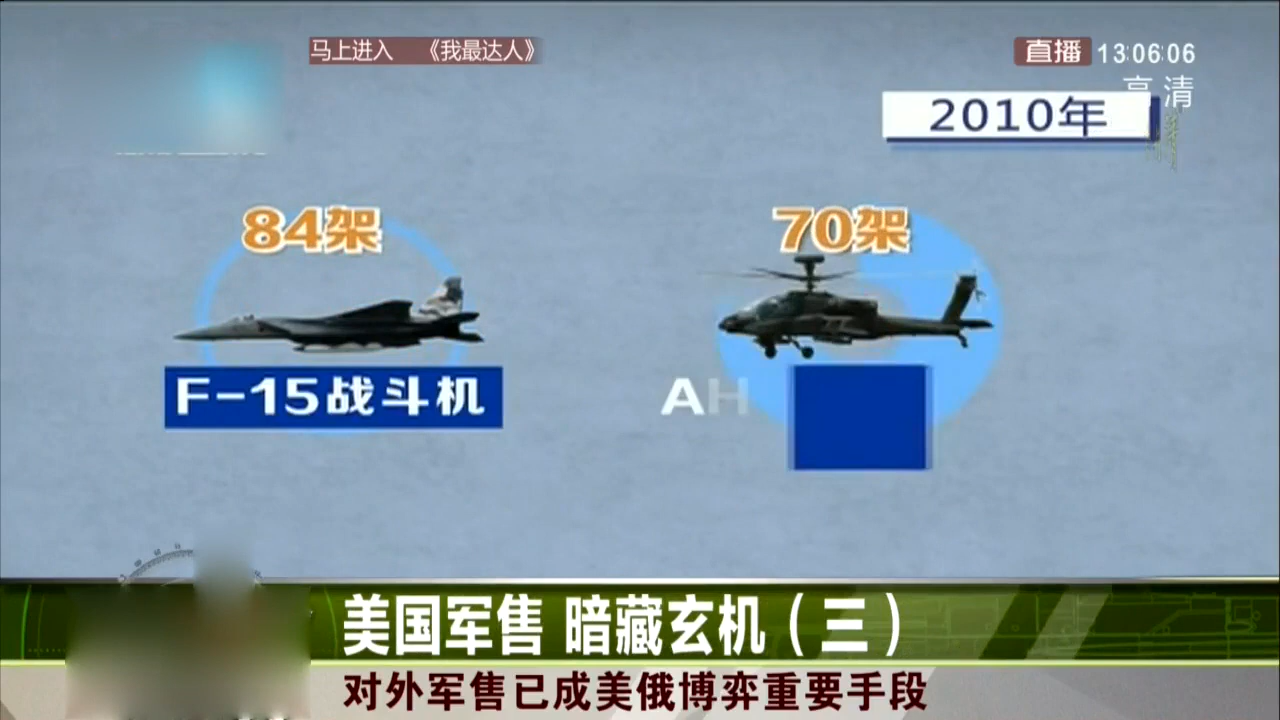 马上进入 《我最达人》
直播 13:06:06
高清
2010年
84架
70架
F-15战斗机
AH
美国军售 暗藏玄机（三）
对外军售已成美俄博弈重要手段